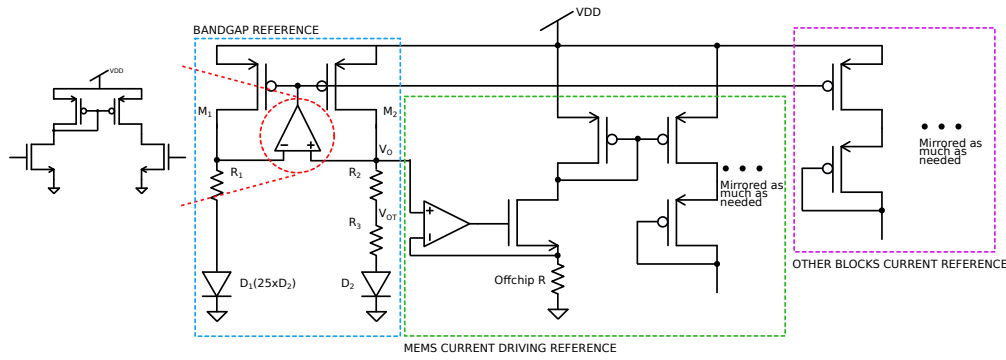 VDD
BANDGAP REFERENCE
VDD
M1
M2
VO
R1
R2
VOT
R3
D1(25xD2)
D2
Offchip R
Mirrored as
much as
needed
Mirrored as
much as
needed
OTHER BLOCKS CURRENT REFERENCE
MEMS CURRENT DRIVING REFERENCE